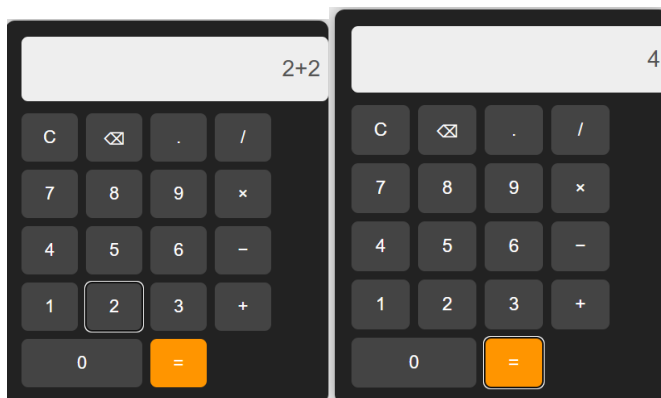 2+2
C ⌫ . /
7 8 9 ×
4 5 6 −
1 2 3 +
0 =
4
C ⌫ . /
7 8 9 ×
4 5 6 −
1 2 3 +
0 =